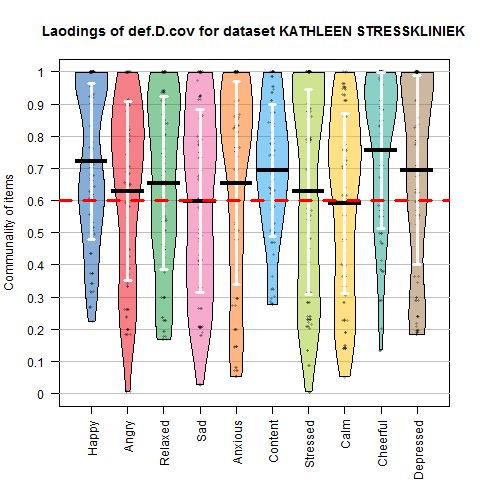 Laodings of def.D.cov for dataset KATHLEEN STRESSKLINIEK
Communality of items
1
0.9
0.8
0.7
0.6
0.5
0.4
0.3
0.2
0.1
0
Happy
Angry
Relaxed
Sad
Anxious
Content
Stressed
Calm
Cheerful
Depressed